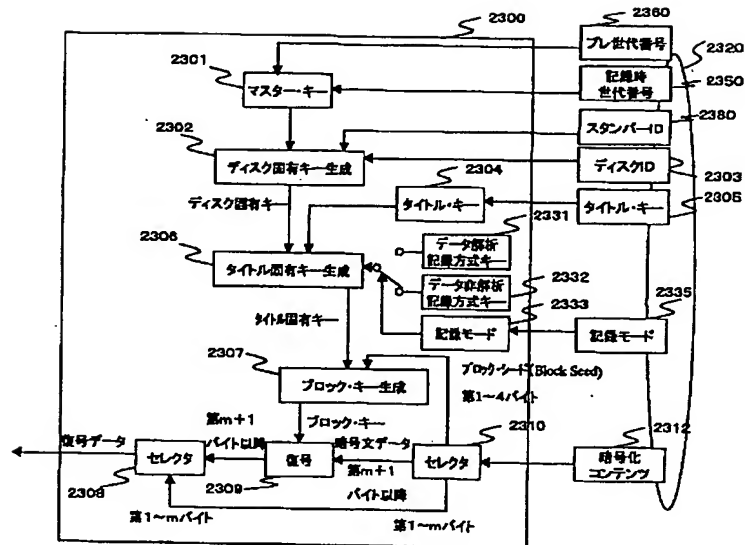 2300
2360
プレ世代番号
2320
2301
記録時
世代番号
2350
マスター・キー
2380
スタンパーID
2302
ディスクID
2303
ディスク固有キー生成
2304
ディスク固有キー
タイトル・キー
タイトル・キー
2305
2331
2306
データ解析
記録方式キー
2332
タイトル固有キー生成
データ非解析
記録方式キー
2333
2335
タイトル固有キー
記録モード
記録モード
2307
ブロック・シード(Block Seed)
ブロック・キー生成
第1~4バイト
第m+1
ブロック・キー
2310
2312
復号データ
バイト以降
暗号文データ
セレクタ
復号
第m+1
セレクタ
暗号化
コンテンツ
2308
2309
バイト以降
第1~mバイト
第1~mバイト